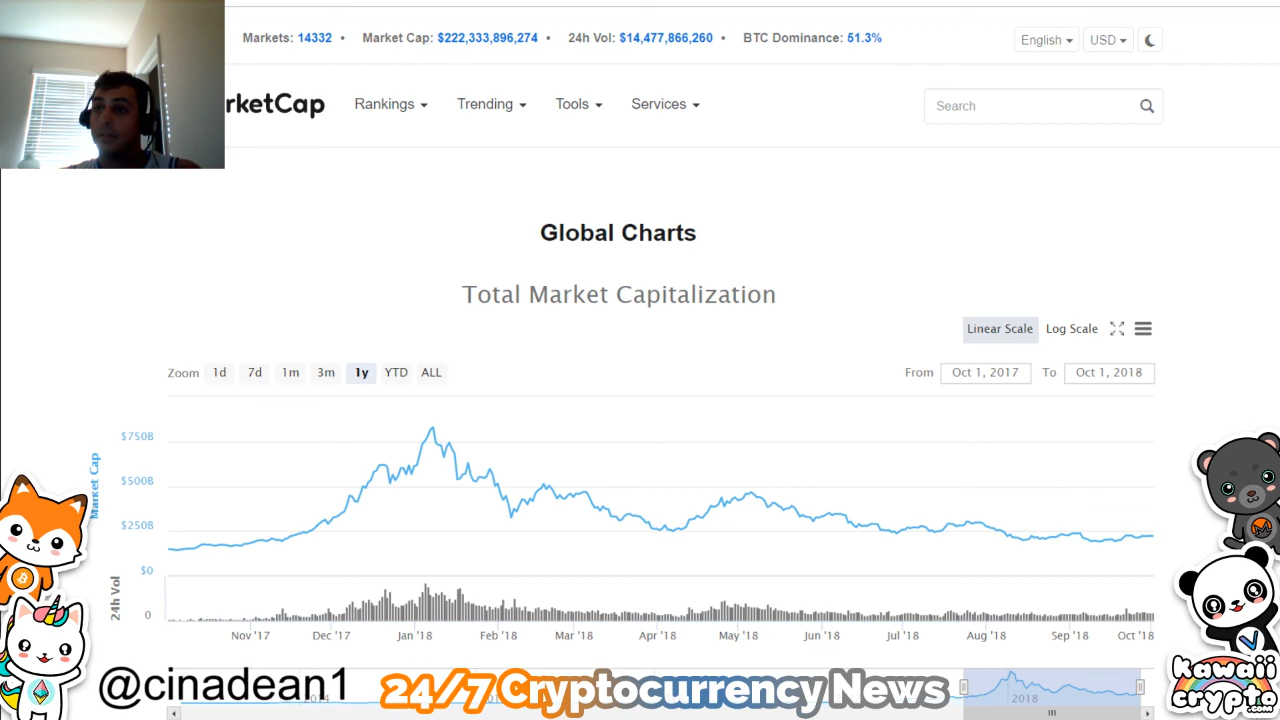 Markets: 14332 • Market Cap: $222,333,896,274 • 24h Vol: $14,477,866,260 • BTC Dominance: 51.3%
English USD
rketCap Rankings Trending Tools Services Search
Global Charts
Total Market Capitalization
Linear Scale Log Scale
Zoom 1d 7d 1m 3m 1y YTD ALL From Oct 1, 2017 To Oct 1, 2018
Market Cap
$750B
$500B
$250B
$0
24h Vol
0
Nov '17 Dec '17 Jan '18 Feb '18 Mar '18 Apr '18 May '18 Jun '18 Jul '18 Aug '18 Sep '18 Oct '18
2014 2018
@cinadean1
24/7 Cryptocurrency News
kawaii
crypto
.com